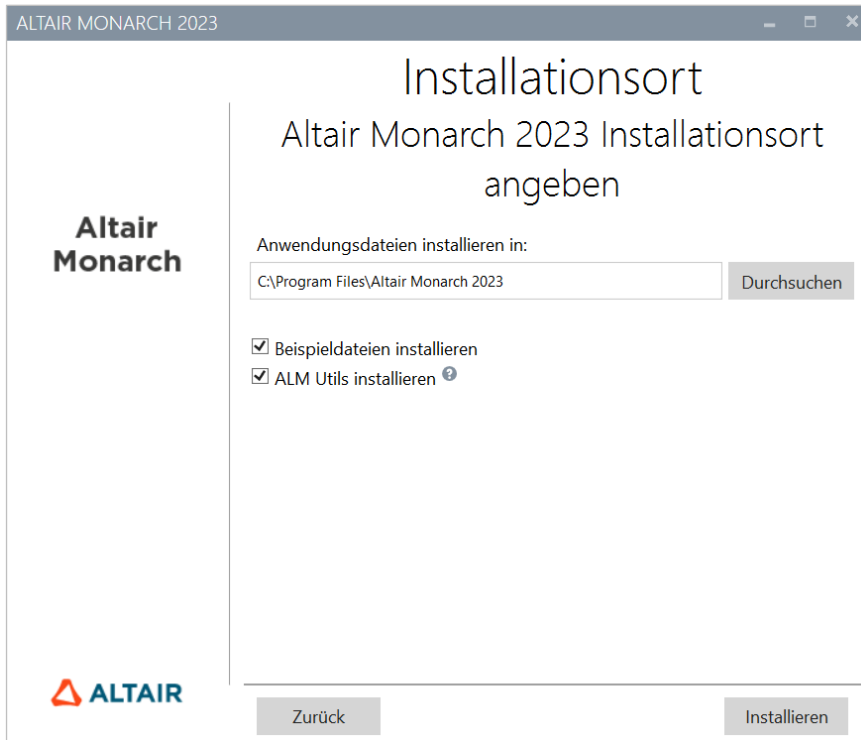 ALTAIR MONARCH 2023
Installationsort
Altair Monarch 2023 Installationsort
angeben
Altair
Monarch
Anwendungsdateien installieren in:
C:\Program Files\Altair Monarch 2023
Durchsuchen
Beispieldateien installieren
ALM Utils installieren ?
ALTAIR
Zurück
Installieren